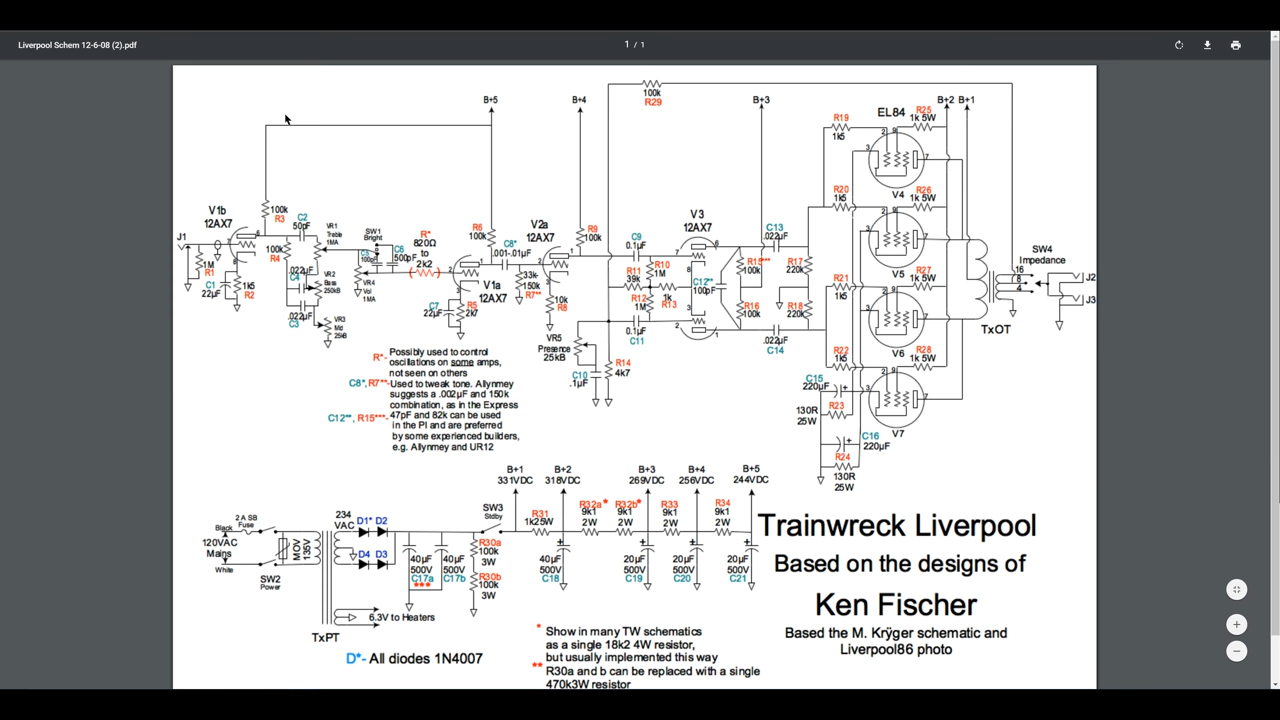 Liverpool Schem 12-6-08 (2).pdf
1 / 1
100k
R29
B+5
B+4
B+3
B+2
B+1
EL84
R25
1k 5W
R19
1k5
V4
R26
1k 5W
R20
1k5
V5
R27
1k 5W
R21
1k5
V6
R28
1k 5W
R22
1k5
V7
V1b
12AX7
J1
1M
R1
C1
22µF
1k5
R2
100k
R3
C2
50pF
100k
R4
VR1
Treble
1MA
.022µF
C4
VR2
Bass
250kB
.022µF
C3
VR3
Mid
25kB
SW1
Bright
100pF
VR4
Vol
1MA
C6
500pF
R*
820Ω
to
2k2
R6
100k
V1a
12AX7
C7
22µF
R5
2k7
C8*
.001-.01µF
33k-
150k
R7**
V2a
12AX7
R9
100k
10k
R8
VR5
Presence
25kB
C10
.1µF
R14
4k7
C9
0.1µF
R11
39k
R10
1M
R12
1M
1k
R13
0.1µF
C11
V3
12AX7
C12**
100pF
R15***
100k
R16
100k
C13
.022µF
R17
220k
R18
220k
.022µF
C14
C15
220µF
R23
130R
25W
C16
220µF
R24
130R
25W
TxOT
SW4
Impedance
16
8
4
J2
J3
R*- Possibly used to control
oscillations on some amps,
not seen on others
C8*, R7**- Used to tweak tone. Allynmey
suggests a .002µF and 150k
combination, as in the Express
C12**, R15***- 47pF and 82k can be used
in the PI and are preferred
by some experienced builders,
e.g. Allynmey and UR12
B+1
331VDC
B+2
318VDC
B+3
269VDC
B+4
256VDC
B+5
244VDC
2 A SB
Fuse
Black
120VAC
Mains
White
SW2
Power
MOV
135V
TxPT
234
VAC
D1* D2
D4 D3
6.3V to Heaters
40µF
500V
C17a
***
40µF
500V
C17b
SW3
Stdby
R30a
100k
3W
R30b
100k
3W
R31
1k25W
R32a*
9k1
2W
R32b*
9k1
2W
R33
9k1
2W
R34
9k1
2W
40µF
500V
C18
20µF
500V
C19
20µF
500V
C20
20µF
500V
C21
D*- All diodes 1N4007
* Show in many TW schematics
as a single 18k2 4W resistor,
but usually implemented this way
** R30a and b can be replaced with a single
470k3W resistor
Trainwreck Liverpool
Based on the designs of
Ken Fischer
Based the M. Krÿger schematic and
Liverpool86 photo